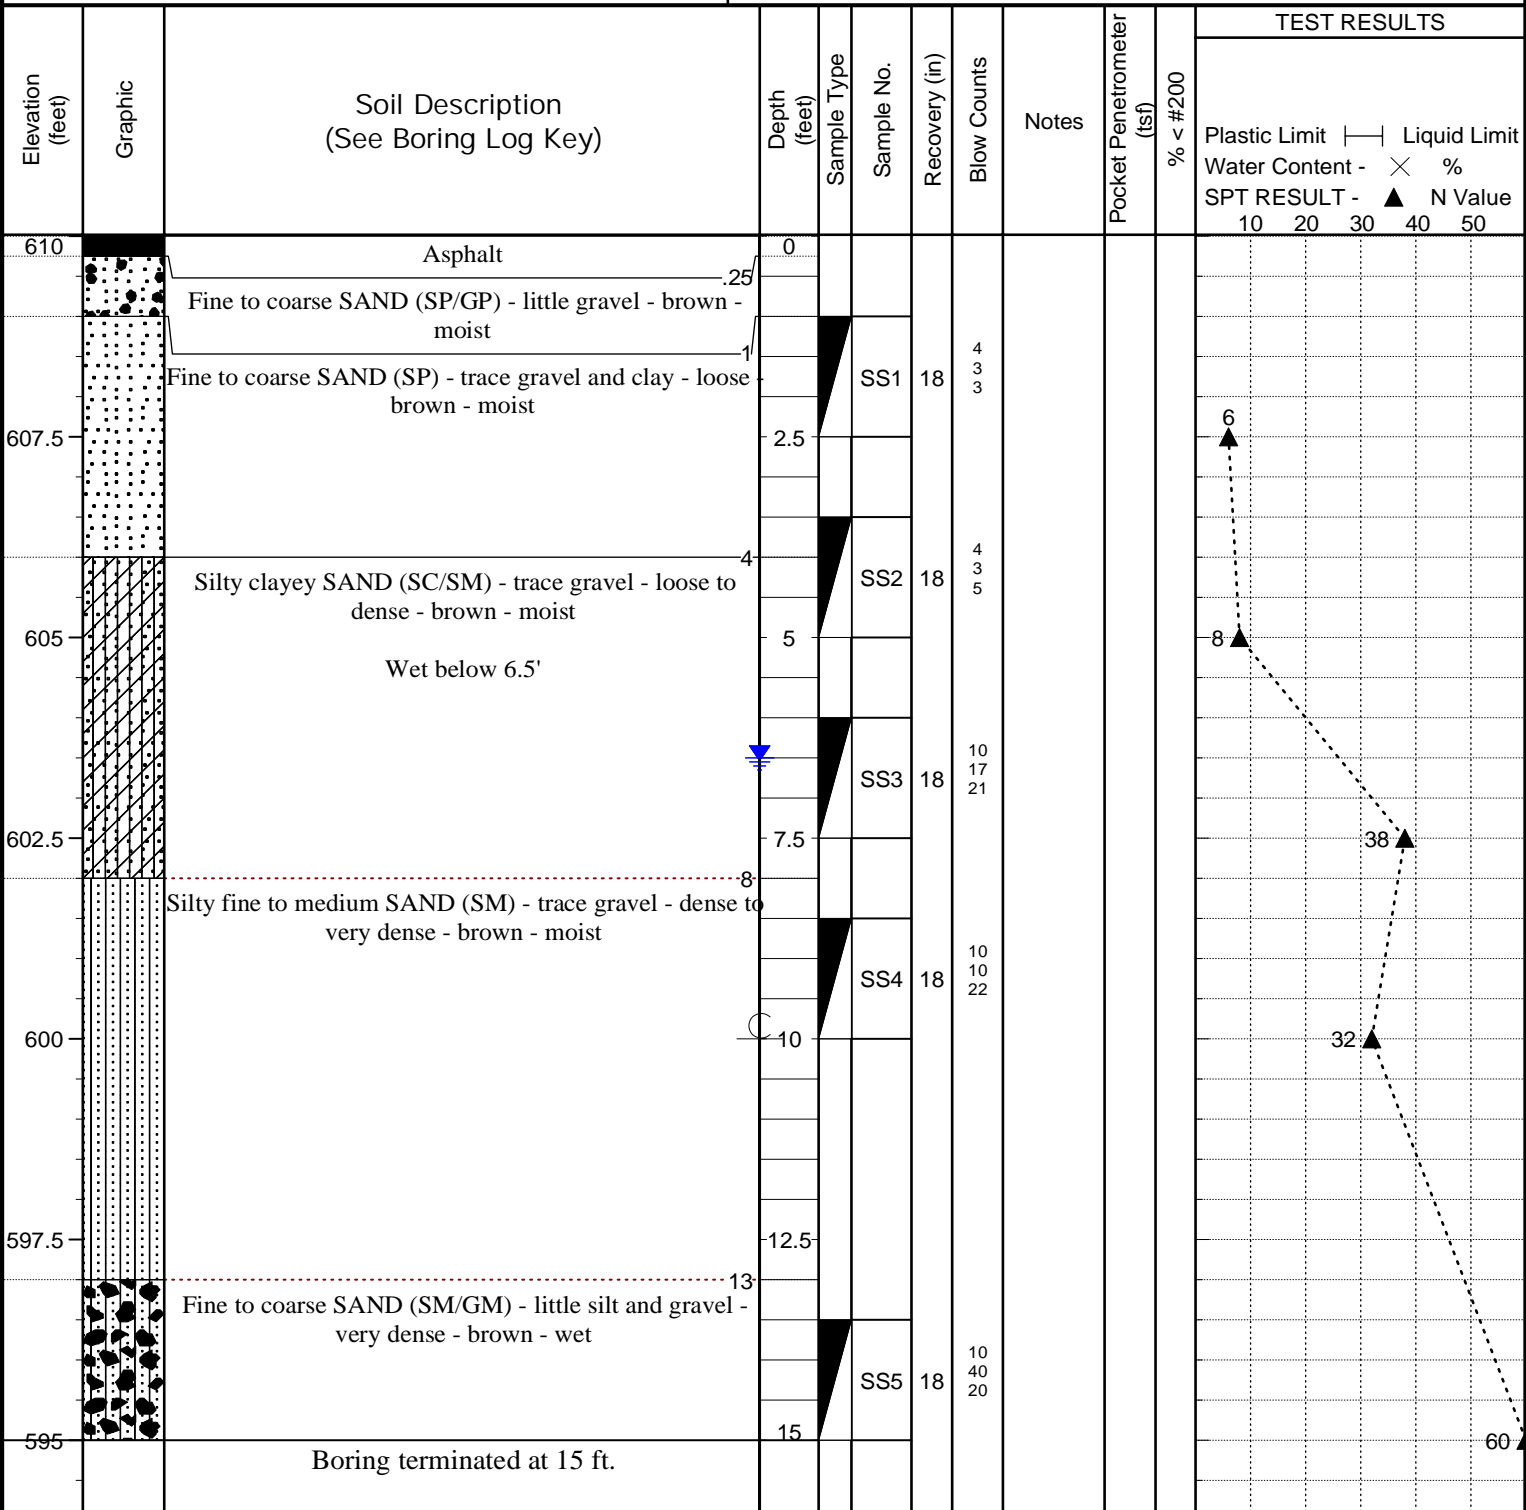 TEST RESULTS
Elevation
(feet)
Graphic
Soil Description
(See Boring Log Key)
Depth
(feet)
Sample Type
Sample No.
Recovery (in)
Blow Counts
Notes
Pocket Penetrometer
(tsf)
% < #200
Plastic Limit Liquid Limit
Water Content - %
SPT RESULT - N Value
10 20 30 40 50
610
Asphalt
0
.25
Fine to coarse SAND (SP/GP) - little gravel - brown -
moist
1
Fine to coarse SAND (SP) - trace gravel and clay - loose -
brown - moist
SS1
18
4
3
3
6
607.5
2.5
4
Silty clayey SAND (SC/SM) - trace gravel - loose to
dense - brown - moist
SS2
18
4
3
5
605
5
8
Wet below 6.5'
SS3
18
10
17
21
602.5
7.5
38
8
Silty fine to medium SAND (SM) - trace gravel - dense to
very dense - brown - moist
SS4
18
10
10
22
C
600
10
32
597.5
12.5
13
Fine to coarse SAND (SM/GM) - little silt and gravel -
very dense - brown - wet
SS5
18
10
40
20
595
15
60
Boring terminated at 15 ft.